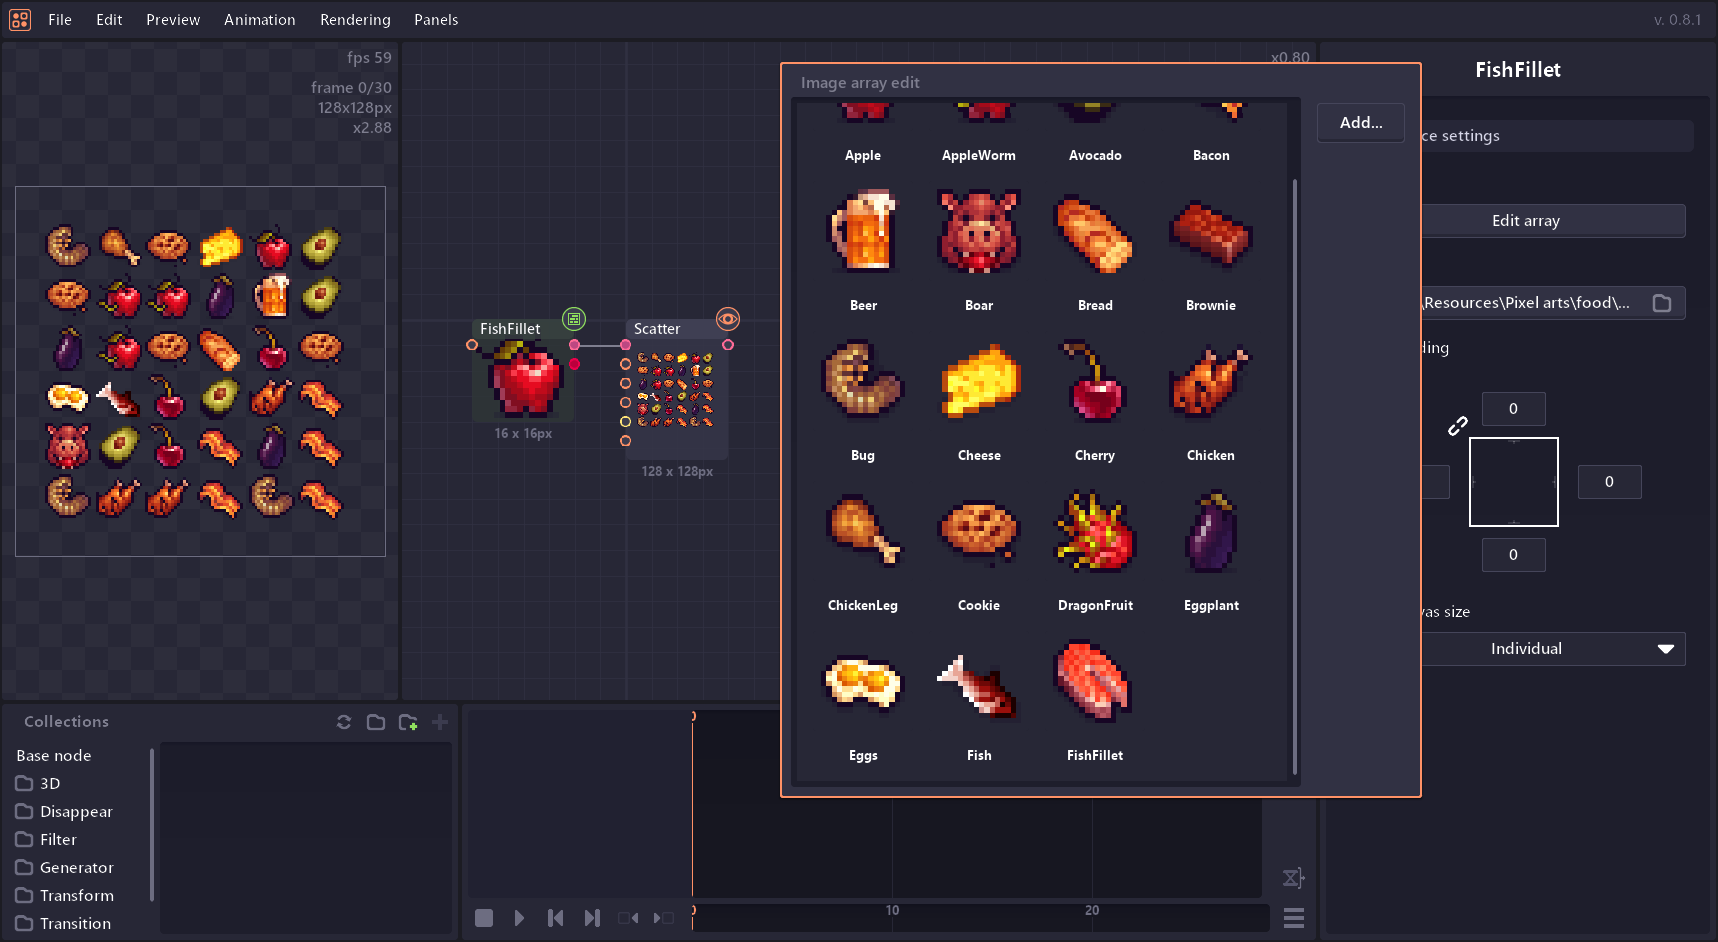 File Edit Preview Animation Rendering Panels v. 0.8.1
fps 59
frame 0/30
128x128px
x2.88
x0.80
FishFillet
16 x 16px
Scatter
128 x 128px
Image array edit
Add...
Apple AppleWorm Avocado Bacon
Beer Boar Bread Brownie
Bug Cheese Cherry Chicken
ChickenLeg Cookie DragonFruit Eggplant
Eggs Fish FishFillet
FishFillet
ce settings
Edit array
\Resources\Pixel arts\food\...
ding
0
0
0
vas size
Individual
Collections
Base node
3D
Disappear
Filter
Generator
Transform
Transition
0
0 10 20